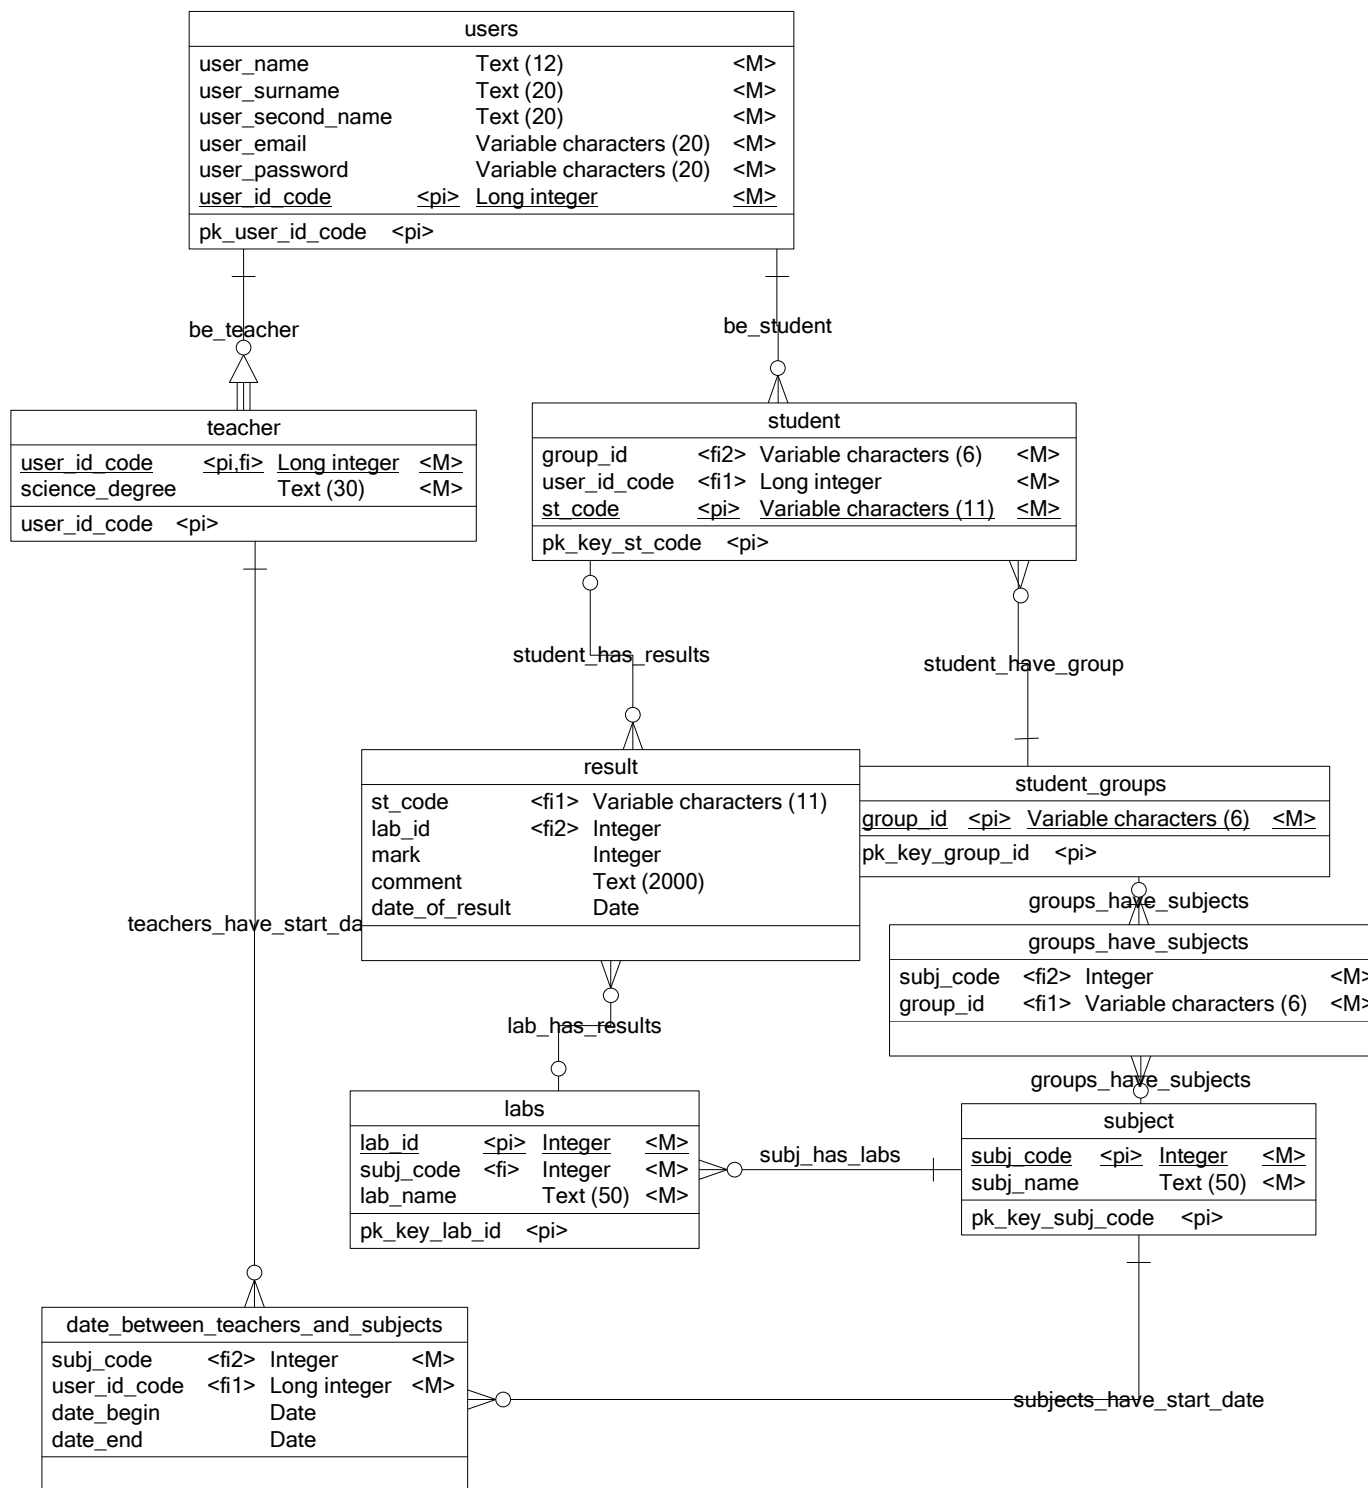 users
user_name Text (12) <M>
user_surname Text (20) <M>
user_second_name Text (20) <M>
user_email Variable characters (20) <M>
user_password Variable characters (20) <M>
user_id_code <pi> Long integer <M>
pk_user_id_code <pi>
be_teacher
be_student
teacher
user_id_code <pi,fi> Long integer <M>
science_degree Text (30) <M>
user_id_code <pi>
student
group_id <fi2> Variable characters (6) <M>
user_id_code <fi1> Long integer <M>
st_code <pi> Variable characters (11) <M>
pk_key_st_code <pi>
student_has_results
student_have_group
result
st_code <fi1> Variable characters (11)
lab_id <fi2> Integer
mark Integer
comment Text (2000)
date_of_result Date
student_groups
group_id <pi> Variable characters (6) <M>
pk_key_group_id <pi>
teachers_have_start_da
groups_have_subjects
groups_have_subjects
subj_code <fi2> Integer <M>
group_id <fi1> Variable characters (6) <M>
groups_have_subjects
lab_has_results
labs
lab_id <pi> Integer <M>
subj_code <fi> Integer <M>
lab_name Text (50) <M>
pk_key_lab_id <pi>
subj_has_labs
subject
subj_code <pi> Integer <M>
subj_name Text (50) <M>
pk_key_subj_code <pi>
date_between_teachers_and_subjects
subj_code <fi2> Integer <M>
user_id_code <fi1> Long integer <M>
date_begin Date
date_end Date
subjects_have_start_date